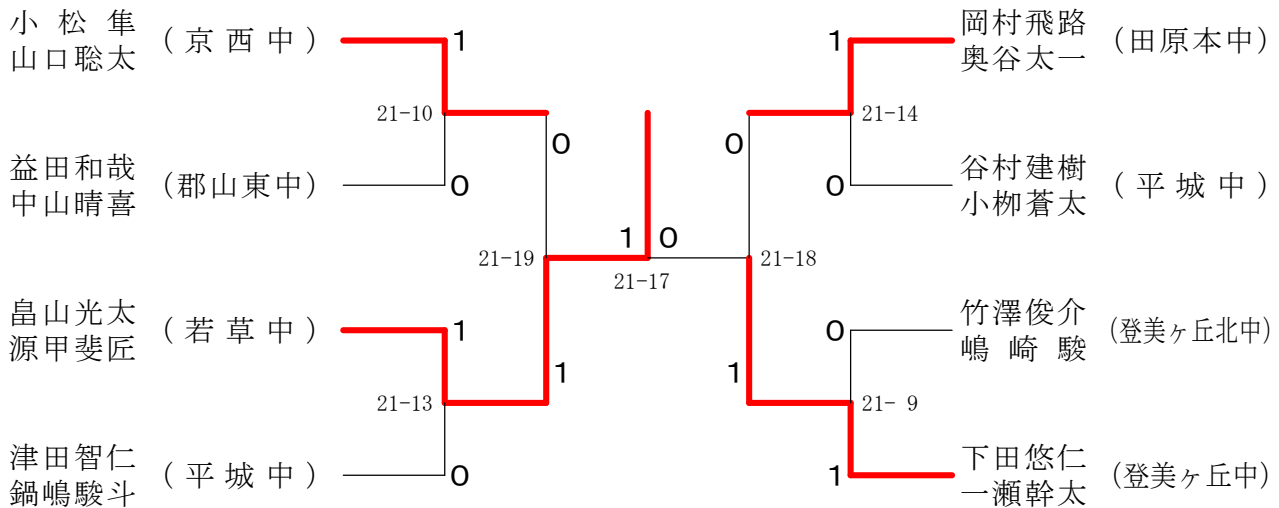 小松隼
山口聡太
(京西中)
1
21-10
益田和哉
中山晴喜
(郡山東中)
0
0
21-19
畠山光太
源甲斐匠
(若草中)
1
1
21-13
津田智仁
鍋嶋駿斗
(平城中)
0
1
0
21-17
岡村飛路
奥谷太一
(田原本中)
1
21-14
0
谷村建樹
小栁蒼太
(平城中)
0
21-18
竹澤俊介
嶋崎駿
(登美ヶ丘北中)
0
1
21- 9
下田悠仁
一瀬幹太
(登美ヶ丘中)
1